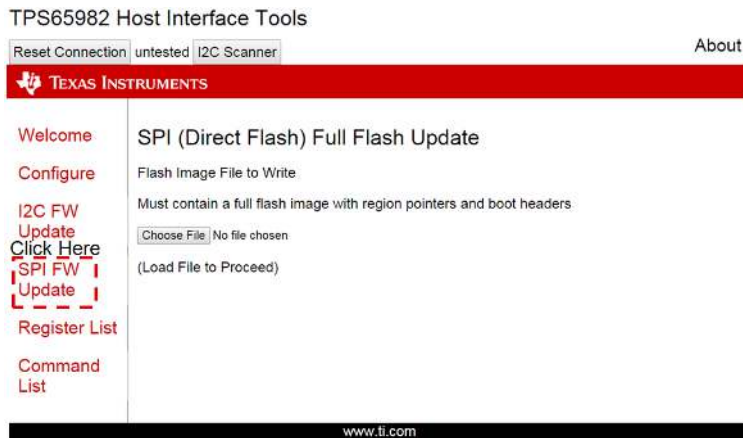 TPS65982 Host Interface Tools
Reset Connection untested I2C Scanner
About
TEXAS INSTRUMENTS
Welcome
Configure
I2C FW
Update
Click Here
SPI FW
Update
Register List
Command
List
SPI (Direct Flash) Full Flash Update
Flash Image File to Write
Must contain a full flash image with region pointers and boot headers
Choose File No file chosen
(Load File to Proceed)
www.ti.com